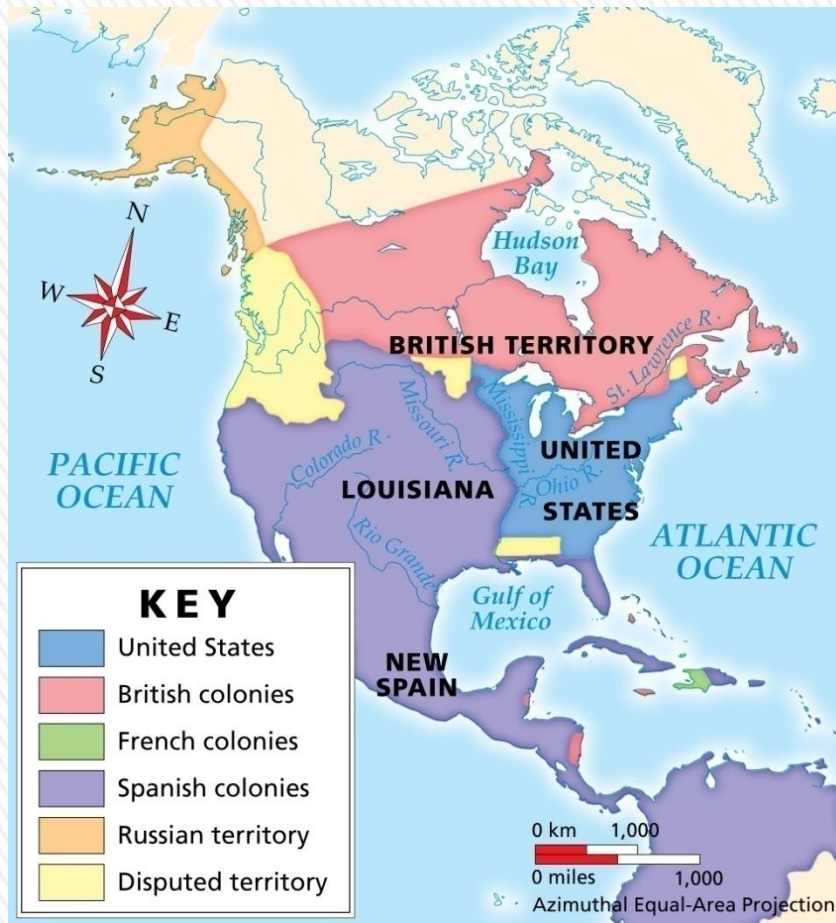 N
W
E
S
Hudson
Bay
BRITISH TERRITORY
St. Lawrence R.
PACIFIC
OCEAN
Colorado R.
Missouri R.
Mississippi R.
UNITED
Ohio R.
LOUISIANA
STATES
Rio Grande
ATLANTIC
OCEAN
Gulf of
Mexico
NEW
SPAIN
KEY
United States
British colonies
French colonies
Spanish colonies
Russian territory
Disputed territory
0 km 1,000
0 miles 1,000
Azimuthal Equal-Area Projection